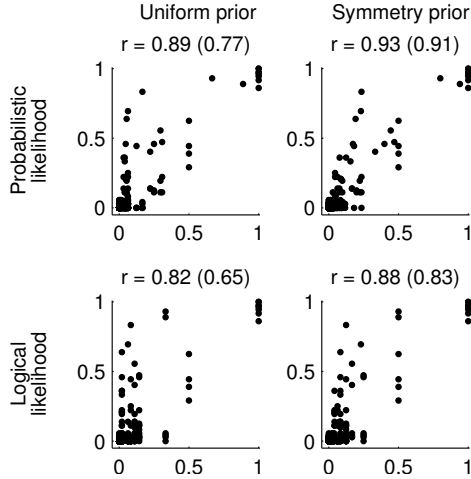 Uniform prior
Symmetry prior
Probabilistic
likelihood
r = 0.89 (0.77)
1
0.5
0
0
0.5
1
r = 0.93 (0.91)
1
0.5
0
0
0.5
1
Logical
likelihood
r = 0.82 (0.65)
1
0.5
0
0
0.5
1
r = 0.88 (0.83)
1
0.5
0
0
0.5
1